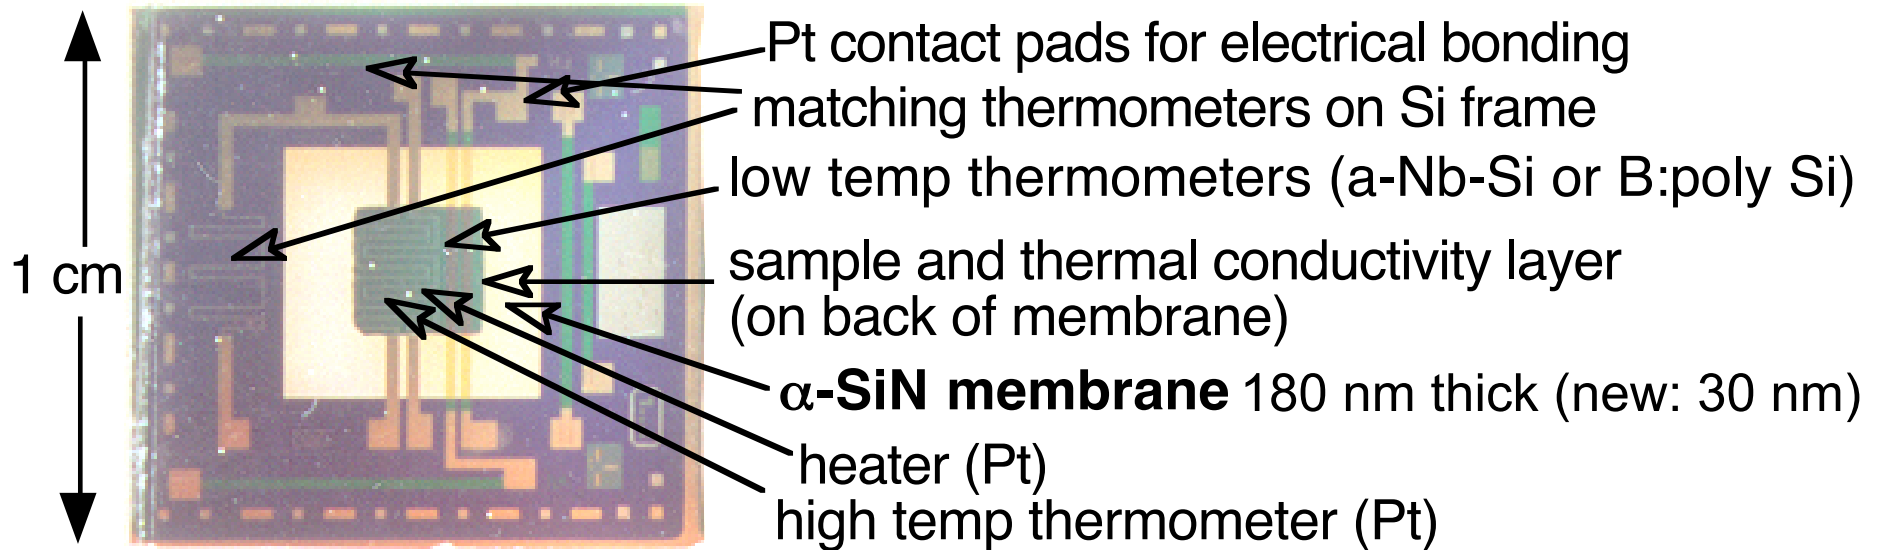 Pt contact pads for electrical bonding
matching thermometers on Si frame
low temp thermometers (a-Nb-Si or B:poly Si)
sample and thermal conductivity layer
(on back of membrane)
1 cm
α-SiN membrane 180 nm thick (new: 30 nm)
heater (Pt)
high temp thermometer (Pt)